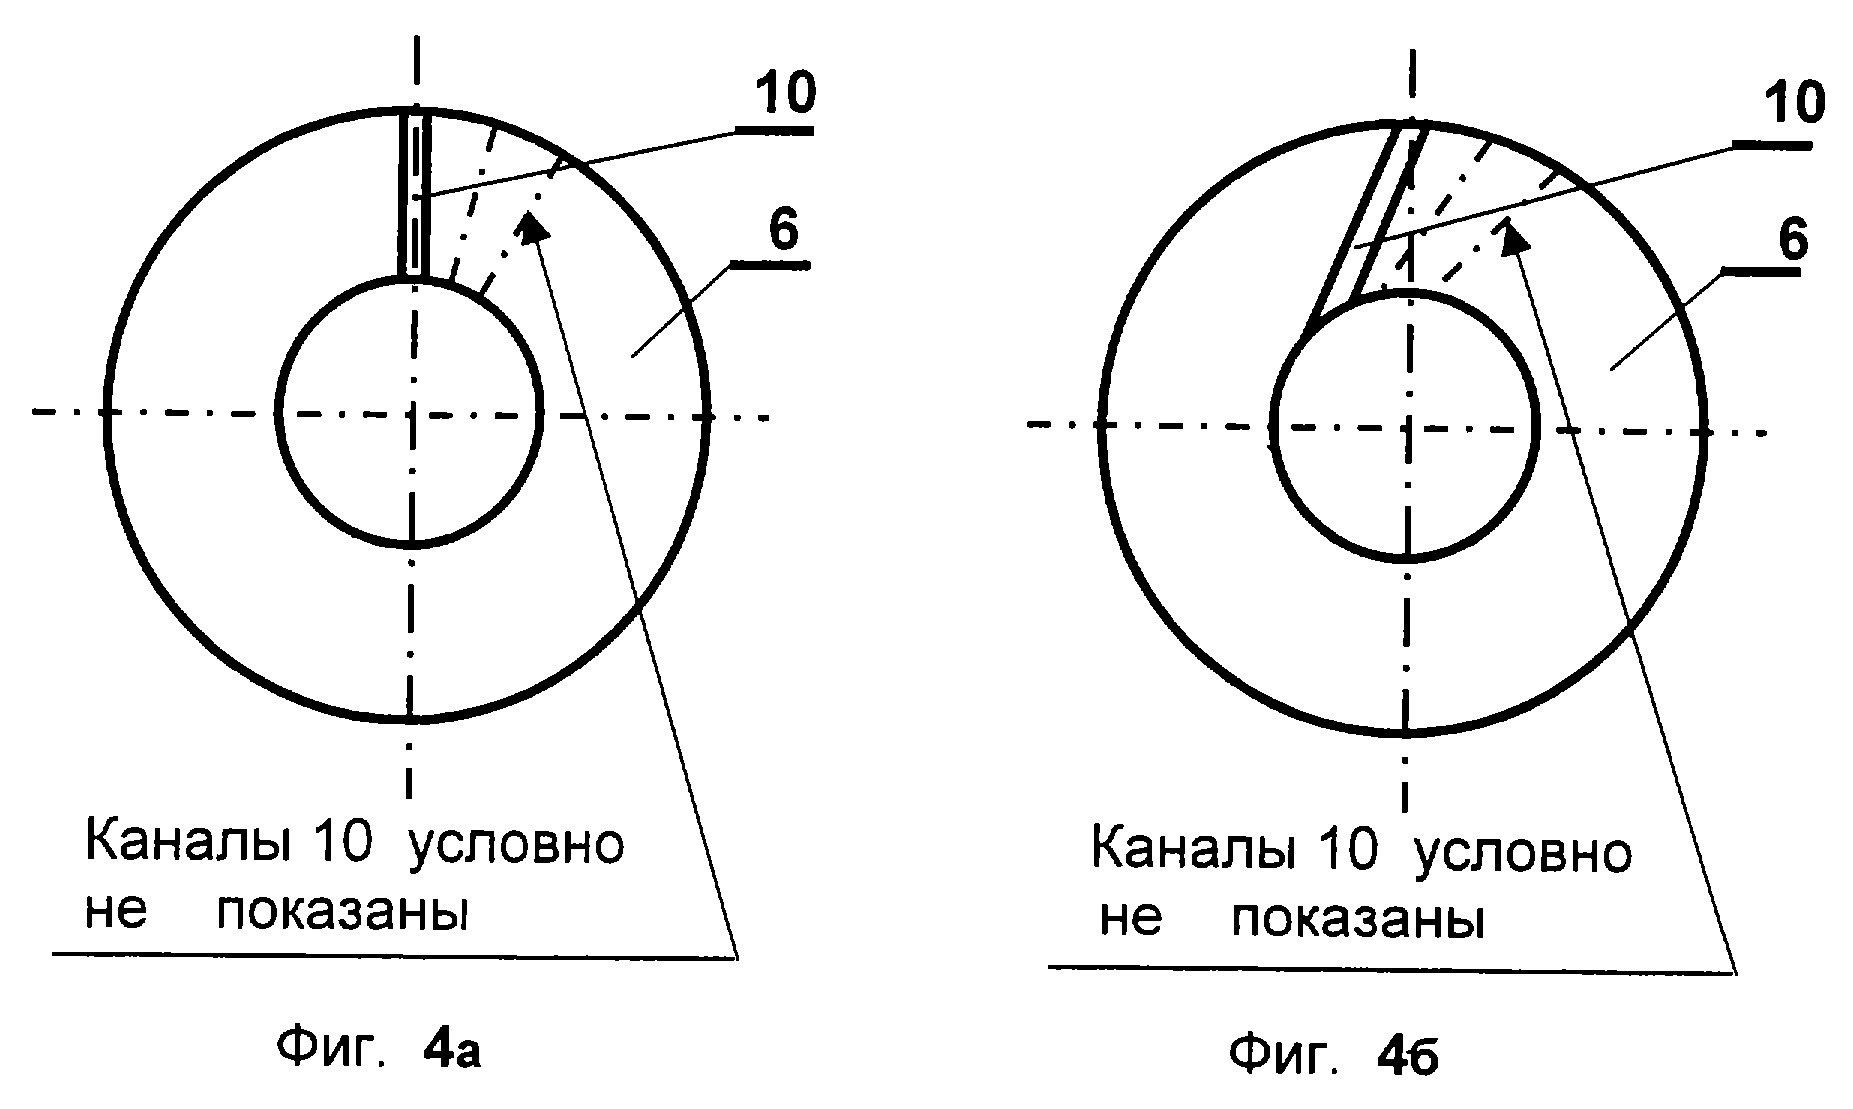 10
6
Каналы 10 условно
не показаны
Фиг. 4а
10
6
Каналы 10 условно
не показаны
Фиг. 4б